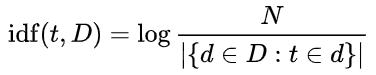 idf(t, D) = log N / |{d ∈ D : t ∈ d}|